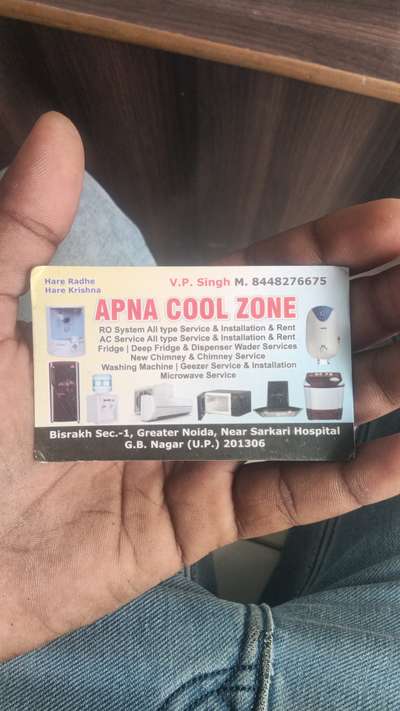 Hare Radhe
Hare Krishna
V.P. Singh M. 8448276675
APNA COOL ZONE
RO System All type Service & Installation & Rent
AC Service All type Service & Installation & Rent
Fridge | Deep Fridge & Dispenser Wader Services
New Chimney & Chimney Service
Washing Machine | Geezer Service & Installation
Microwave Service
Bisrakh Sec.-1, Greater Noida, Near Sarkari Hospital
G.B. Nagar (U.P.) 201306